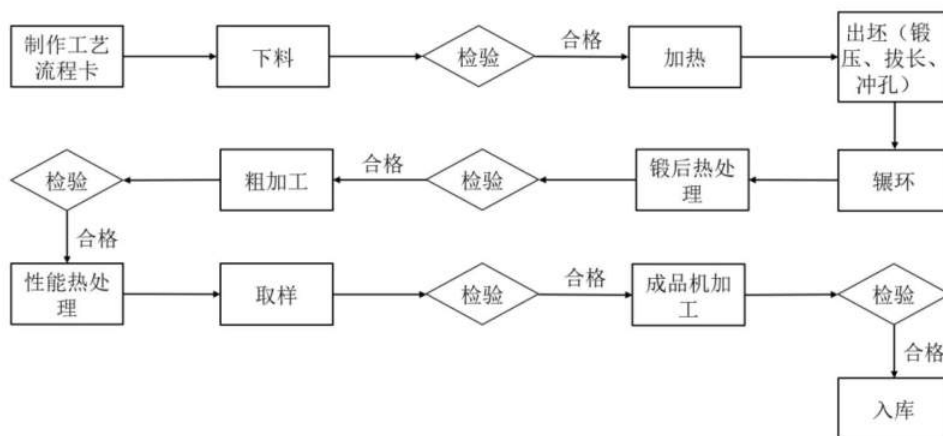 制作工艺
流程卡
下料
检验
合格
加热
出坯（锻
压、拔长、
冲孔）
辗环
锻后热处
理
检验
合格
粗加工
检验
合格
性能热处
理
取样
检验
合格
成品机加
工
检验
合格
入库